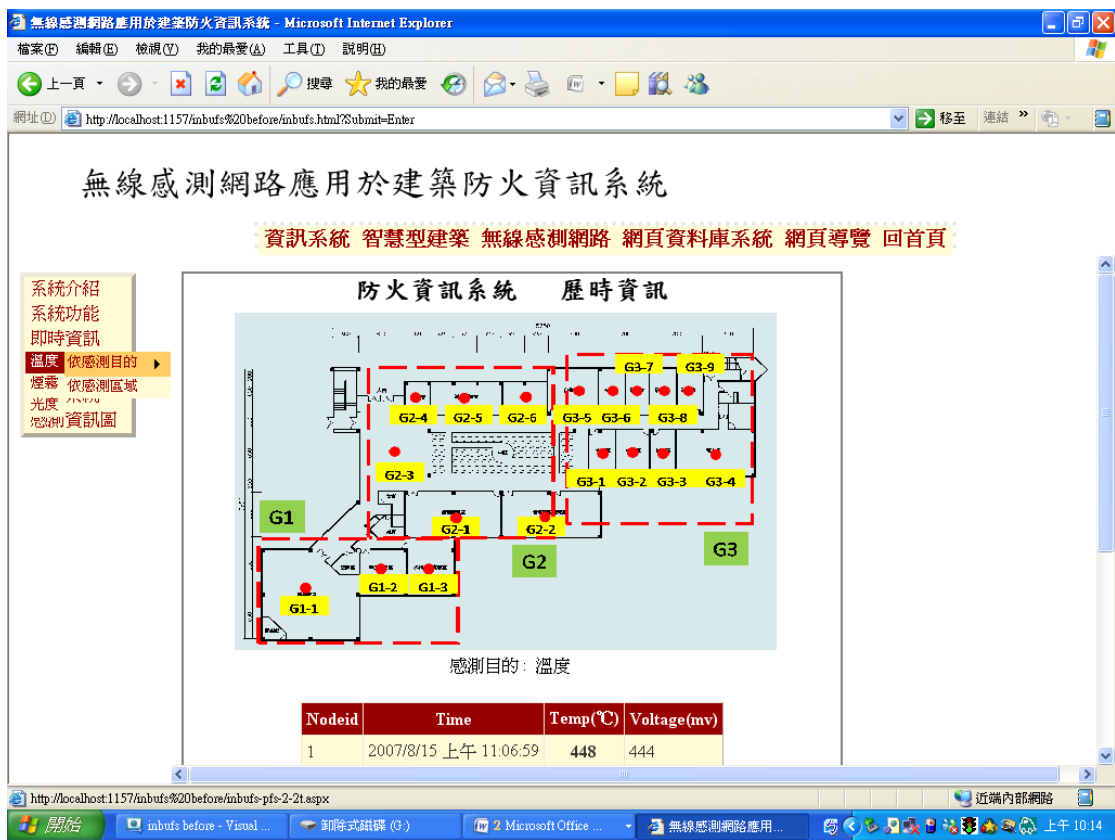 無線感測網路應用於建築防火資訊系統 - Microsoft Internet Explorer
檔案(F) 編輯(E) 檢視(V) 我的最愛(A) 工具(T) 說明(H)
上一頁 搜尋 我的最愛
網址(D) http://localhost:1157/inbufs%20before/inbufs.html?Submit=Enter 移至 連結 »
無線感測網路應用於建築防火資訊系統
資訊系統 智慧型建築 無線感測網路 網頁資料庫系統 網頁導覽 回首頁
系統介紹
系統功能
即時資訊
溫度 依感測目的
煙霧 依感測區域
光度
感測資訊圖
防火資訊系統 歷時資訊
G3-7 G3-9
G2-4 G2-5 G2-6 G3-5 G3-6 G3-8
G2-3 G3-1 G3-2 G3-3 G3-4
G1 G2-1 G2-2
G2 G3
G1-2 G1-3
G1-1
感測目的: 溫度
Nodeid Time Temp(℃) Voltage(mv)
1 2007/8/15 上午 11:06:59 448 444
http://localhost:1157/inbufs%20before/inbufs-pfs-2-2t.aspx 近端內部網路
開始 inbufs before - Visual ... 卸除式磁碟 (G:) 2 Microsoft Office ... 無線感測網路應用... 上午 10:14